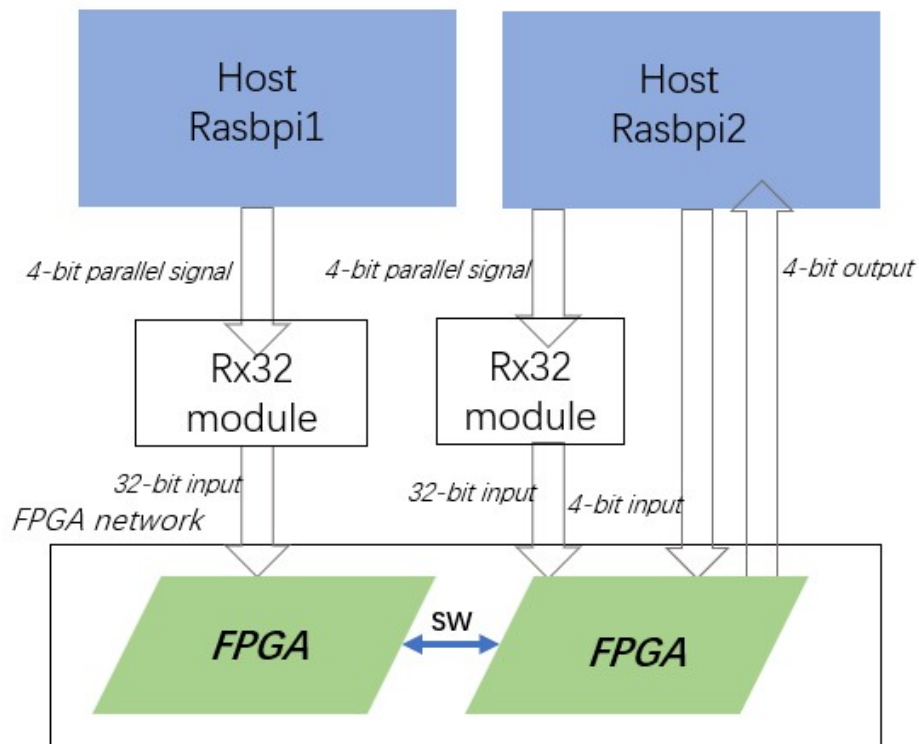 Host
Rasbpi1
Host
Rasbpi2
4-bit parallel signal
4-bit parallel signal
4-bit output
Rx32
module
Rx32
module
32-bit input
32-bit input
4-bit input
FPGA network
FPGA
sw
FPGA